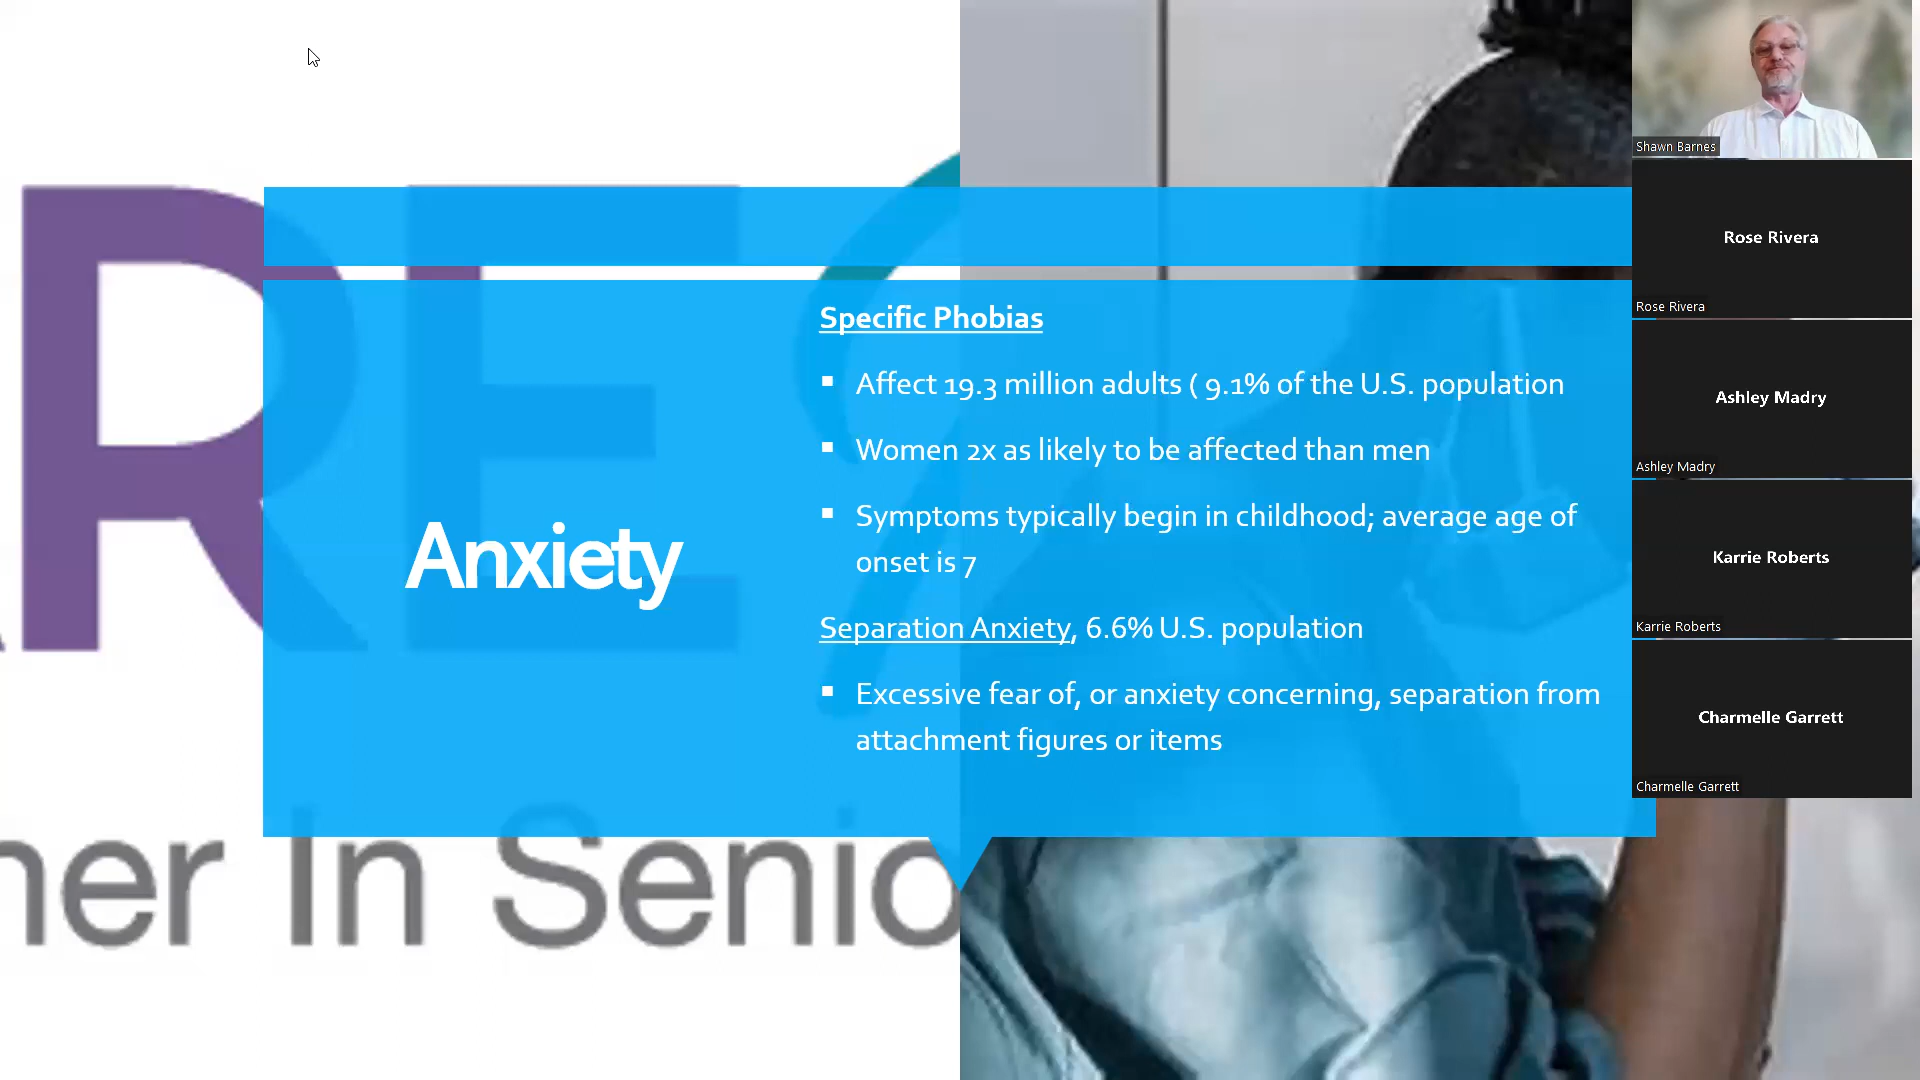 RE
ner In Senio
Anxiety
Specific Phobias
▪ Affect 19.3 million adults ( 9.1% of the U.S. population
▪ Women 2x as likely to be affected than men
▪ Symptoms typically begin in childhood; average age of
onset is 7
Separation Anxiety, 6.6% U.S. population
▪ Excessive fear of, or anxiety concerning, separation from
attachment figures or items
Shawn Barnes
Rose Rivera
Rose Rivera
Ashley Madry
Ashley Madry
Karrie Roberts
Karrie Roberts
Charmelle Garrett
Charmelle Garrett